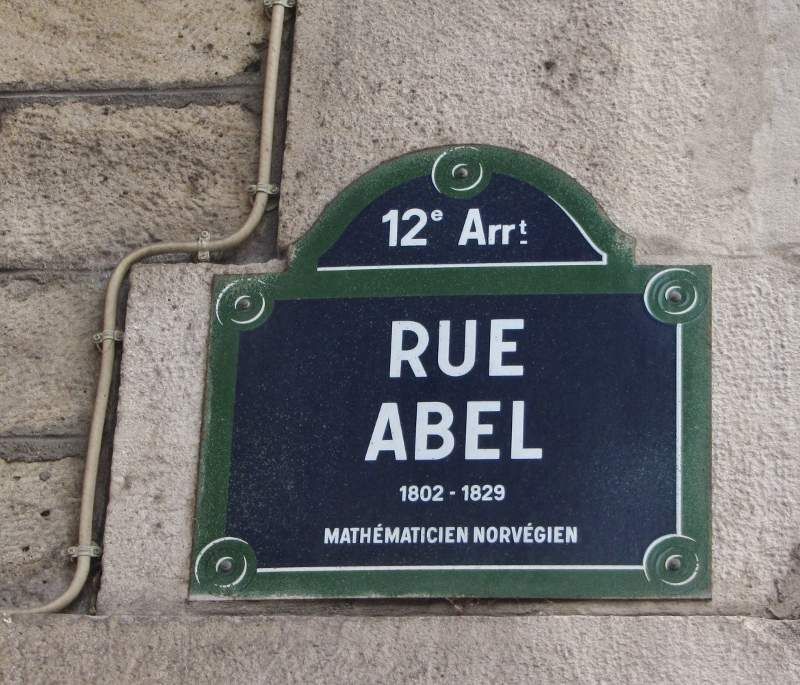 12e Arrt
RUE
ABEL
1802 - 1829
MATHÉMATICIEN NORVÉGIEN